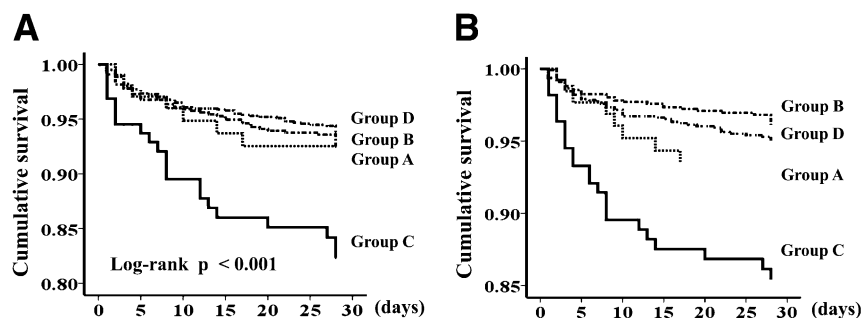 A
Cumulative survival
1.00
0.95
0.90
0.85
0.80
Group D
Group B
Group A
Group C
Log-rank p < 0.001
0 5 10 15 20 25 30 (days)
B
Cumulative survival
1.00
0.95
0.90
0.85
Group B
Group D
Group A
Group C
0 5 10 15 20 25 30 (days)